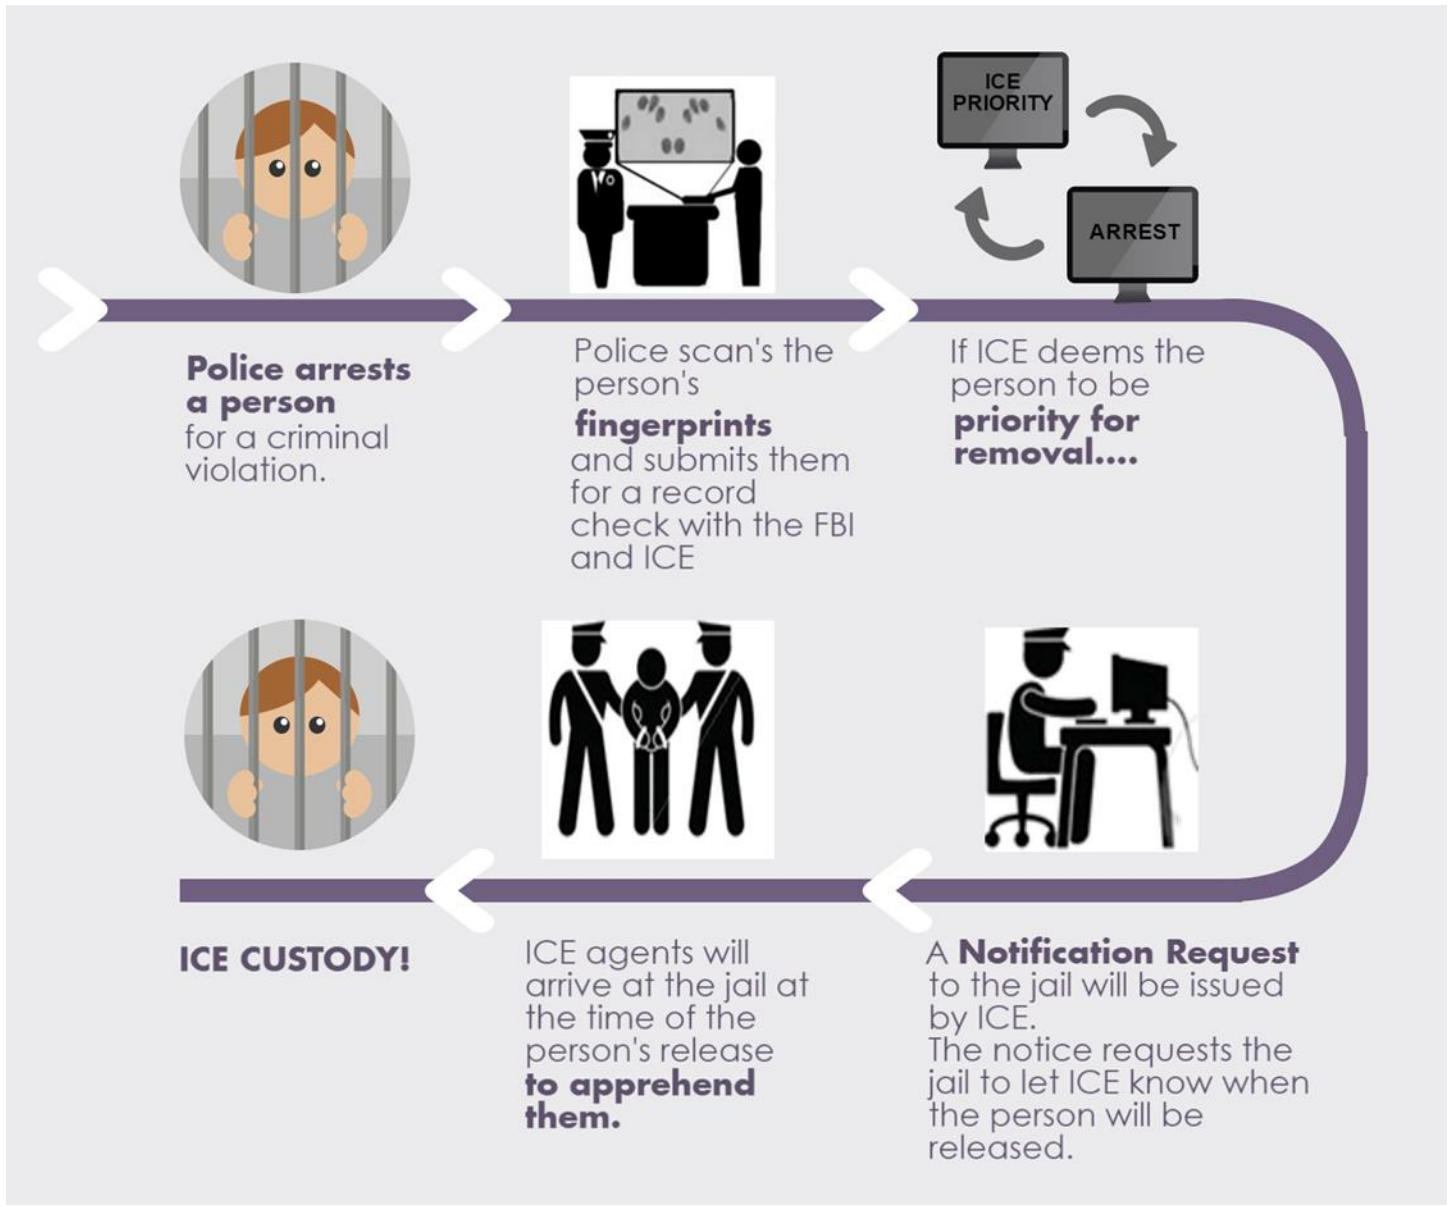 ICE
PRIORITY
ARREST
Police arrests
a person
for a criminal
violation.
Police scan's the
person's
fingerprints
and submits them
for a record
check with the FBI
and ICE
If ICE deems the
person to be
priority for
removal....
A Notification Request
to the jail will be issued
by ICE.
The notice requests the
jail to let ICE know when
the person will be
released.
ICE agents will
arrive at the jail at
the time of the
person's release
to apprehend
them.
ICE CUSTODY!